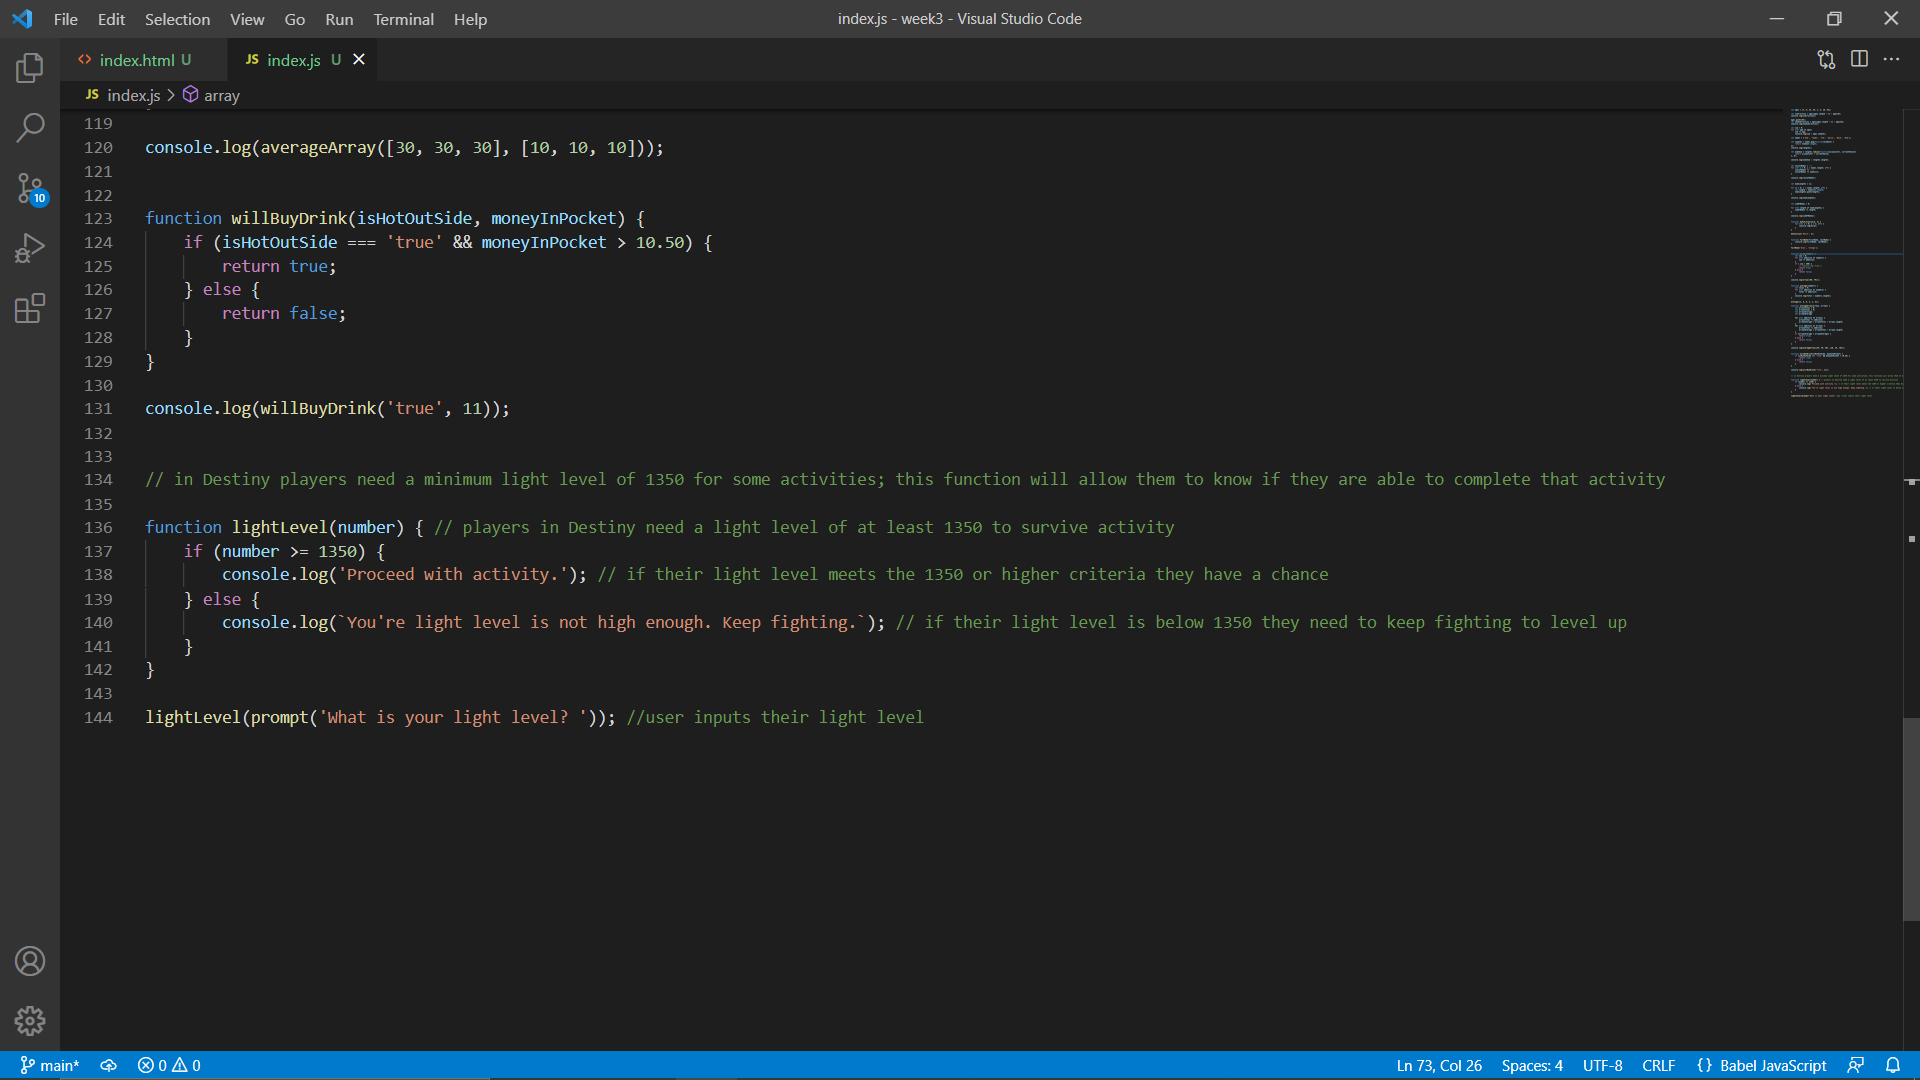 File Edit Selection View Go Run Terminal Help
index.js - week3 - Visual Studio Code
index.html U
JS index.js U
JS index.js > array
119
120 console.log(averageArray([30, 30, 30], [10, 10, 10]));
121
122
123 function willBuyDrink(isHotOutSide, moneyInPocket) {
124 if (isHotOutSide === 'true' && moneyInPocket > 10.50) {
125 return true;
126 } else {
127 return false;
128 }
129 }
130
131 console.log(willBuyDrink('true', 11));
132
133
134 // in Destiny players need a minimum light level of 1350 for some activities; this function will allow them to know if they are able to complete that activity
135
136 function lightLevel(number) { // players in Destiny need a light level of at least 1350 to survive activity
137 if (number >= 1350) {
138 console.log('Proceed with activity.'); // if their light level meets the 1350 or higher criteria they have a chance
139 } else {
140 console.log(`You're light level is not high enough. Keep fighting.`); // if their light level is below 1350 they need to keep fighting to level up
141 }
142 }
143
144 lightLevel(prompt('What is your light level? ')); //user inputs their light level
10
main* 0 0 Ln 73, Col 26 Spaces: 4 UTF-8 CRLF {} Babel JavaScript